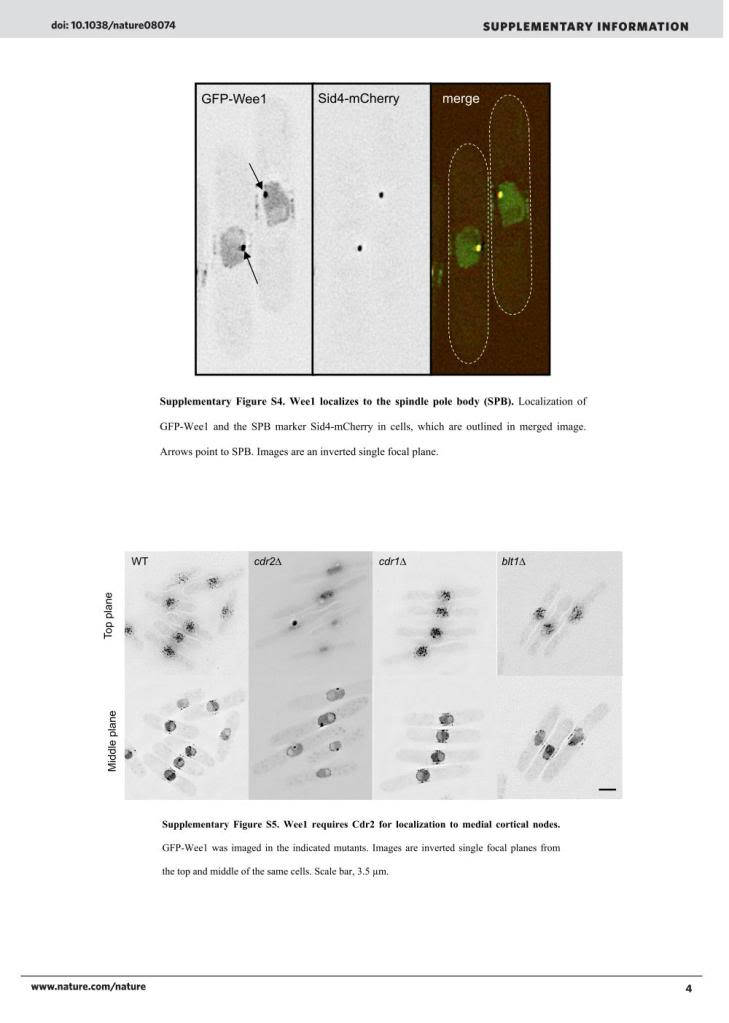 doi: 10.1038/nature08074
SUPPLEMENTARY INFORMATION
GFP-Wee1
Sid4-mCherry
merge
Supplementary Figure S4. Wee1 localizes to the spindle pole body (SPB). Localization of
GFP-Wee1 and the SPB marker Sid4-mCherry in cells, which are outlined in merged image.
Arrows point to SPB. Images are an inverted single focal plane.
WT
cdr2Δ
cdr1Δ
blt1Δ
Top plane
Middle plane
Supplementary Figure S5. Wee1 requires Cdr2 for localization to medial cortical nodes.
GFP-Wee1 was imaged in the indicated mutants. Images are inverted single focal planes from
the top and middle of the same cells. Scale bar, 3.5 μm.
www.nature.com/nature
4